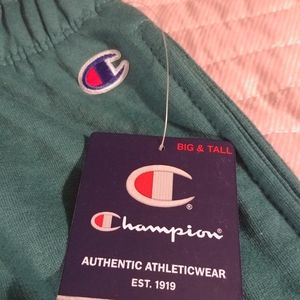 BIG & TALL
®
Champion®
AUTHENTIC ATHLETICWEAR
EST. 1919